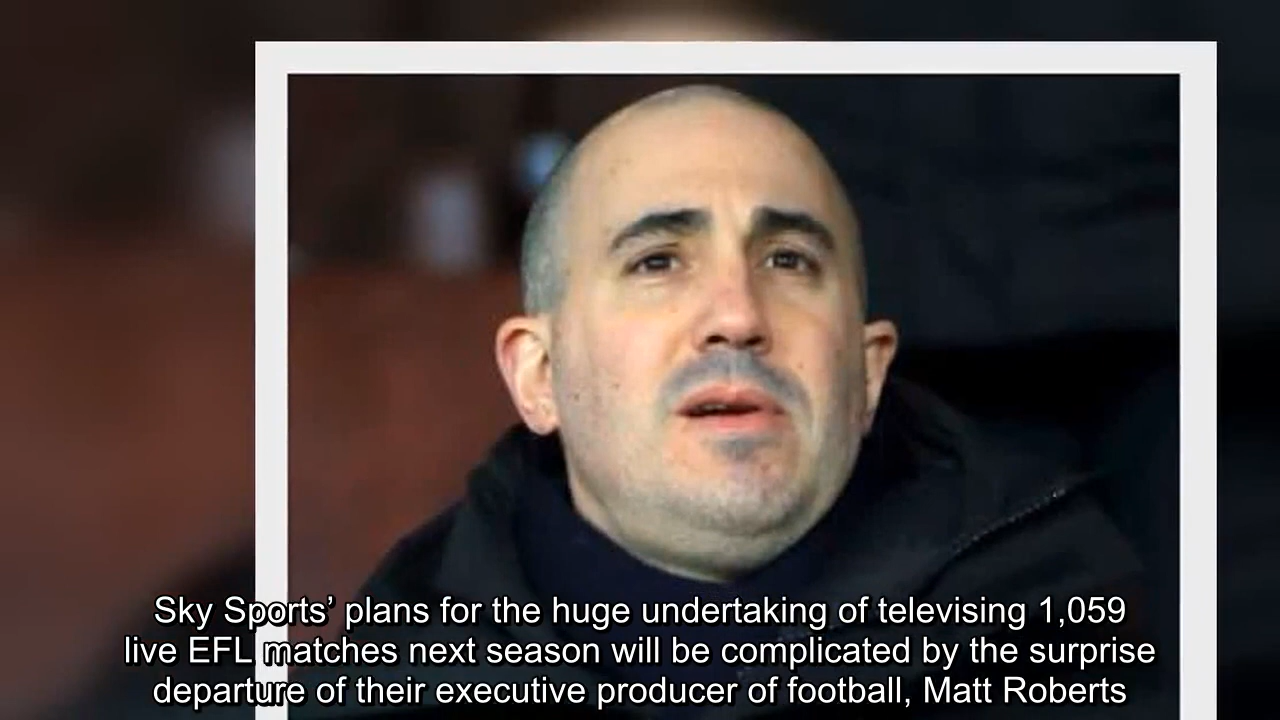 Sky Sports’ plans for the huge undertaking of televising 1,059
live EFL matches next season will be complicated by the surprise
departure of their executive producer of football, Matt Roberts